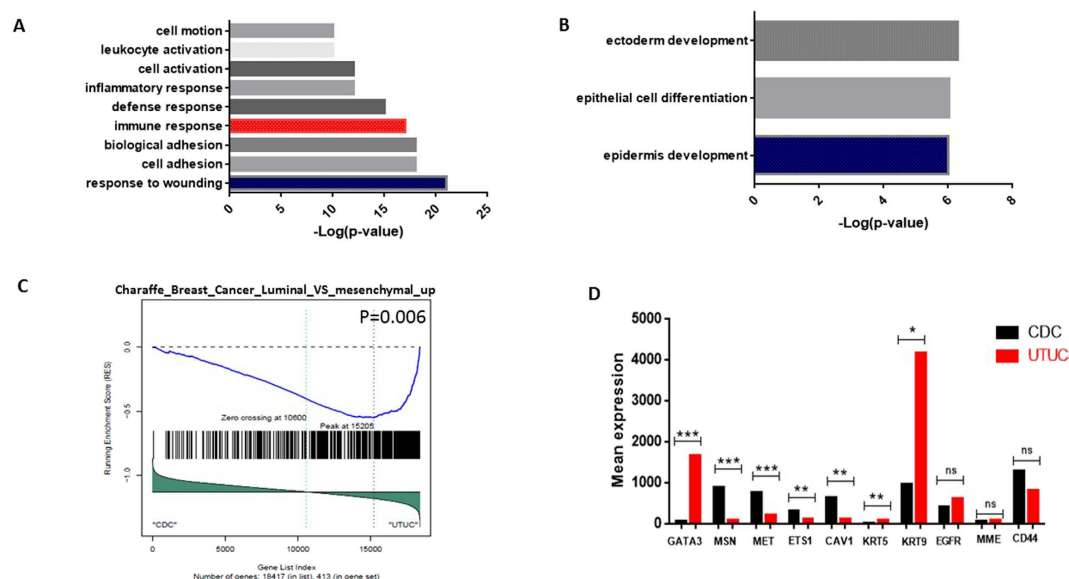 A
cell motion
leukocyte activation
cell activation
inflammatory response
defense response
immune response
biological adhesion
cell adhesion
response to wounding
0 5 10 15 20 25
-Log(p-value)
B
ectoderm development
epithelial cell differentiation
epidermis development
0 2 4 6 8
-Log(p-value)
C
Charaffe_Breast_Cancer_Luminal_VS_mesenchymal_up
P=0.006
Running Enrichment Score (RES)
0.0
-0.5
-1.0
Zero crossing at 10600
Peak at 15205
"CDC" "UTUC"
0 5000 10000 15000
Gene List Index
Number of genes: 18417 (in list), 413 (in gene set)
D
Mean expression
5000
4000
3000
2000
1000
0
CDC
UTUC
*** *** *** ** ** ** * ns ns ns
GATA3 MSN MET ETS1 CAV1 KRT5 KRT9 EGFR MME CD44